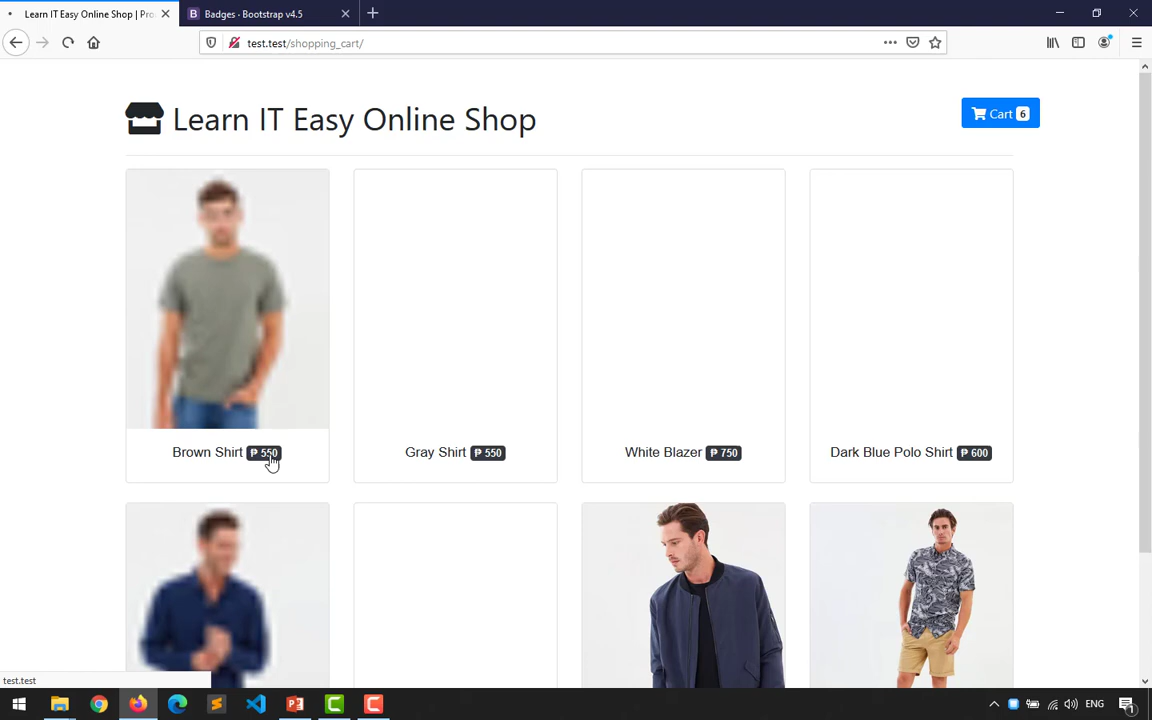 Learn IT Easy Online Shop | Pro
Badges · Bootstrap v4.5
test.test/shopping_cart/
Learn IT Easy Online Shop
Cart 6
Brown Shirt ₱ 550
Gray Shirt ₱ 550
White Blazer ₱ 750
Dark Blue Polo Shirt ₱ 600
test.test
ENG
1